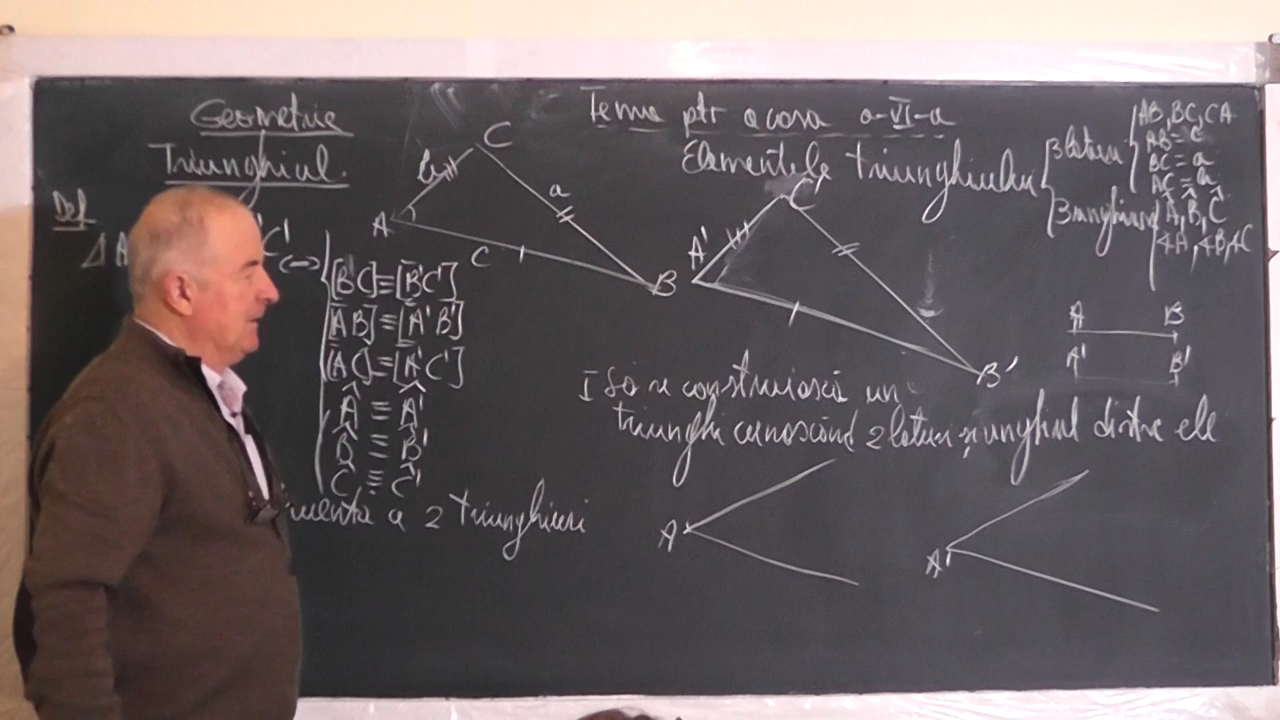 Geometrie
Triunghiul
Def
Δ A
C'
<=> [BC]≡[B'C']
[AB]≡[A'B']
[AC]≡[A'C']
Â ≡ Â'
B̂ ≡ B̂'
Ĉ ≡ Ĉ'
a 2 triunghiuri
A
b
C
a
c
B
Tema ptr acasa a-VI-a
Elementele triunghiului
3 laturi
AB, BC, CA
AB = c
BC = a
AC =
3 unghiuri
Â, B̂, Ĉ
∢A, ∢B, ∢C
A'
C'
B'
A B
A' B'
I Să se construiască un
triunghi cunoscând 2 laturi și unghiul dintre ele
A
A'